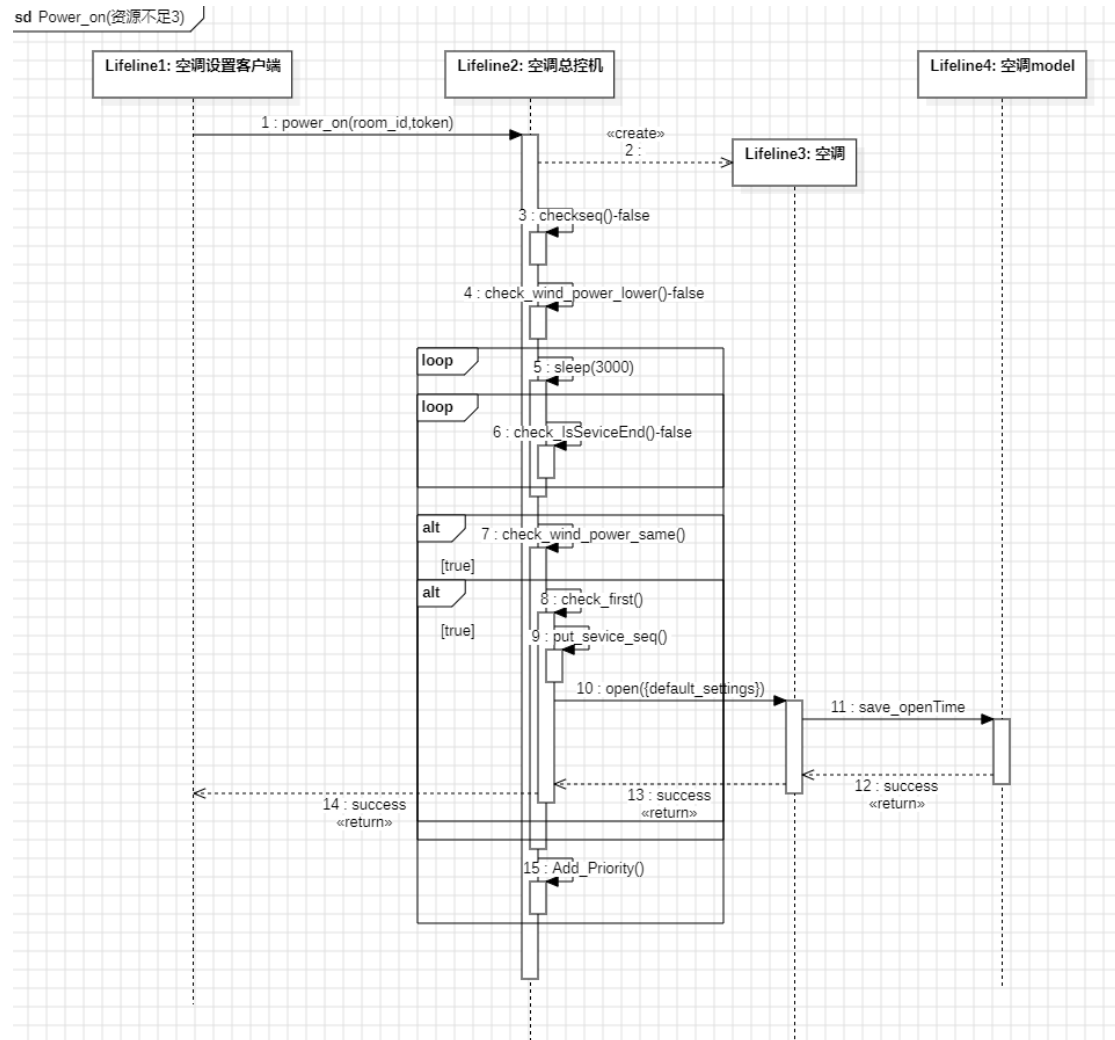 sd Power_on(资源不足3)
Lifeline1: 空调设置客户端
Lifeline2: 空调总控机
Lifeline4: 空调model
1 : power_on(room_id,token)
«create»
2 :
Lifeline3: 空调
3 : checkseq()-false
4 : check_wind_power_lower()-false
loop
5 : sleep(3000)
loop
6 : check_IsSeviceEnd()-false
alt
7 : check_wind_power_same()
[true]
alt
8 : check_first()
[true]
9 : put_sevice_seq()
10 : open({default_settings})
11 : save_openTime
12 : success
«return»
13 : success
«return»
14 : success
«return»
15 : Add_Priority()